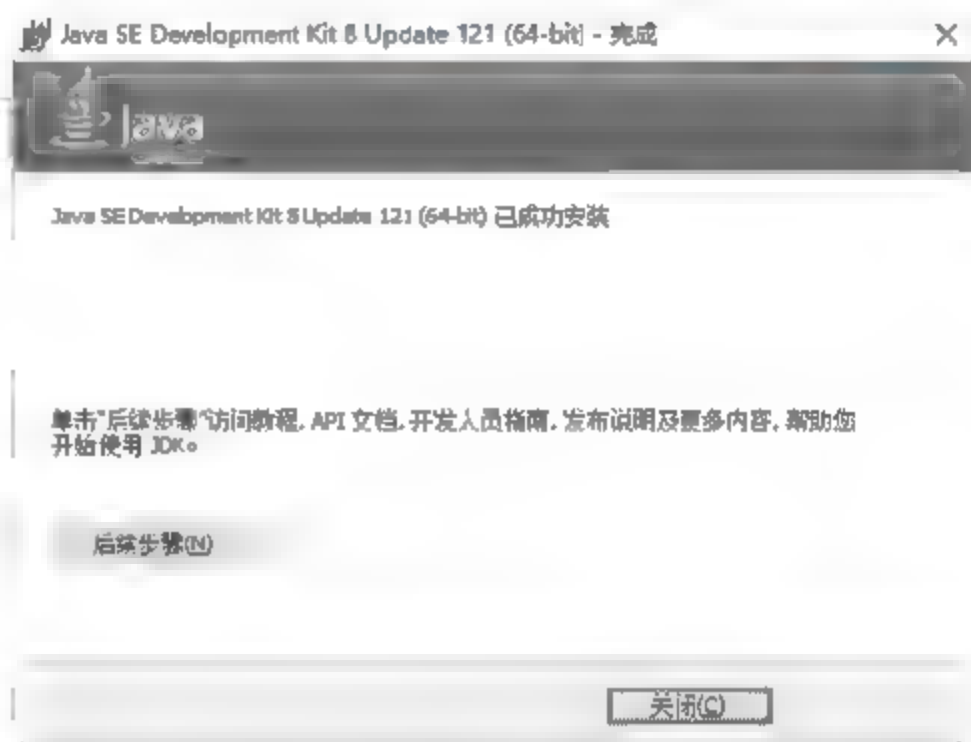 Java SE Development Kit 8 Update 121 (64-bit) - 完成
Java
Java SE Development Kit 8 Update 121 (64-bit) 已成功安装
单击"后续步骤"访问教程, API 文档, 开发人员指南, 发布说明及更多内容, 帮助您
开始使用 JDK。
后续步骤(N)
关闭(C)